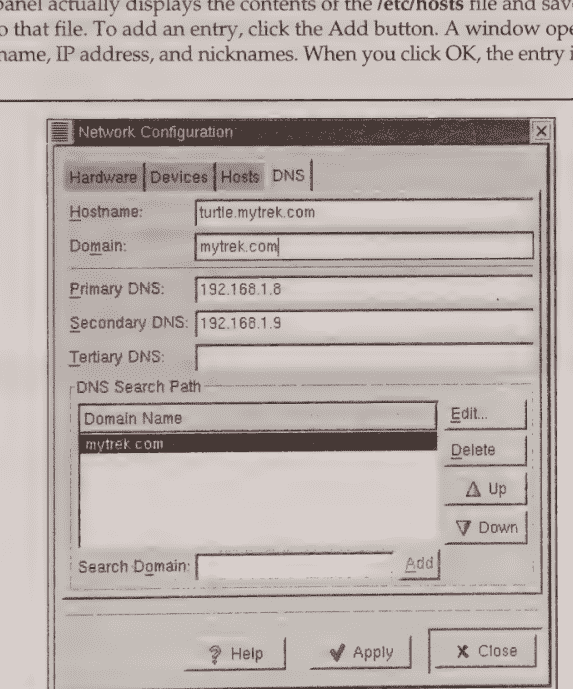 panel actually displays the contents of the /etc/hosts file and save
o that file. To add an entry, click the Add button. A window ope
name, IP address, and nicknames. When you click OK, the entry i
Network Configuration
Hardware Devices Hosts DNS
Hostname: turtle.mytrek.com
Domain: mytrek.com
Primary DNS: 192.168.1.8
Secondary DNS: 192.168.1.9
Tertiary DNS:
DNS Search Path
Domain Name
Edit...
mytrek.com
Delete
Up
Down
Search Domain: Add
? Help Apply X Close